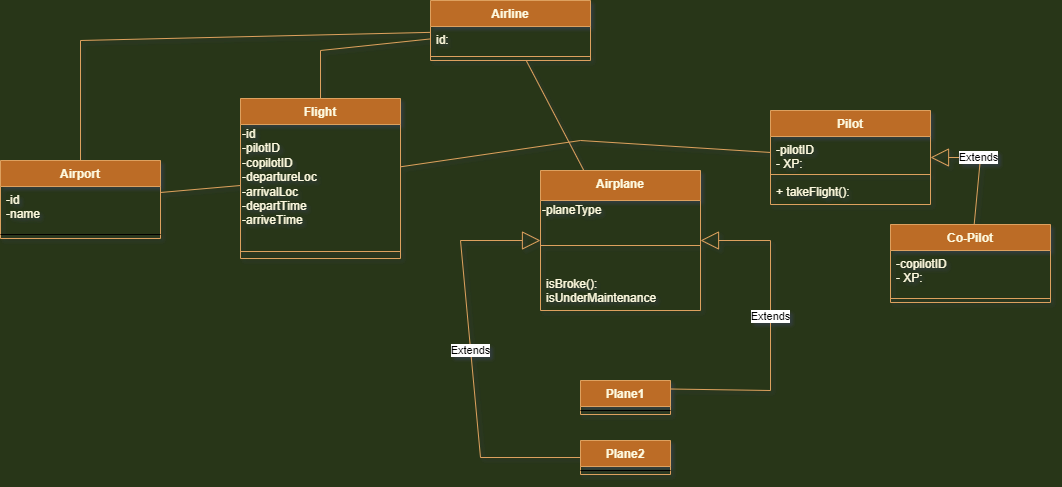 Airline
id:
Flight
-id
-pilotID
-copilotID
-departureLoc
-arrivalLoc
-departTime
-arriveTime
Pilot
-pilotID
- XP:
+ takeFlight():
Extends
Airport
-id
-name
Airplane
-planeType
isBroke():
isUnderMaintenance
Co-Pilot
-copilotID
- XP:
Extends
Extends
Plane1
Plane2